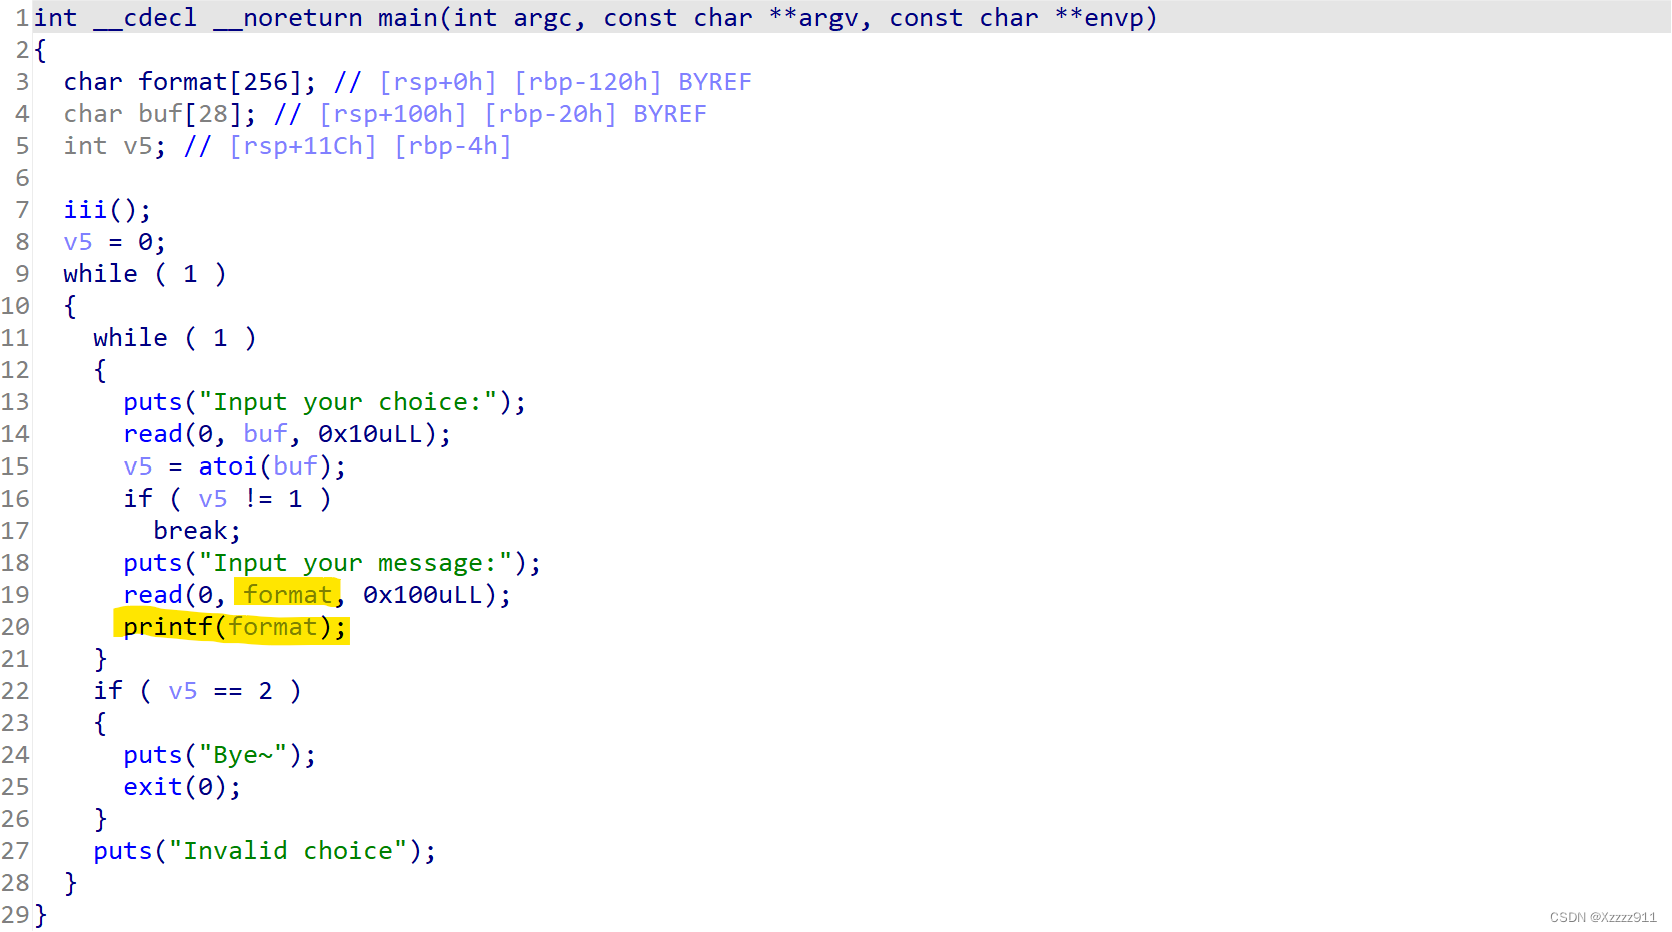 1 int __cdecl __noreturn main(int argc, const char **argv, const char **envp)
2 {
3   char format[256]; // [rsp+0h] [rbp-120h] BYREF
4   char buf[28]; // [rsp+100h] [rbp-20h] BYREF
5   int v5; // [rsp+11Ch] [rbp-4h]
6
7   iii();
8   v5 = 0;
9   while ( 1 )
10   {
11     while ( 1 )
12     {
13       puts("Input your choice:");
14       read(0, buf, 0x10uLL);
15       v5 = atoi(buf);
16       if ( v5 != 1 )
17         break;
18       puts("Input your message:");
19       read(0, format, 0x100uLL);
20       printf(format);
21     }
22     if ( v5 == 2 )
23     {
24       puts("Bye~");
25       exit(0);
26     }
27     puts("Invalid choice");
28   }
29 }
CSDN @Xzzzz911